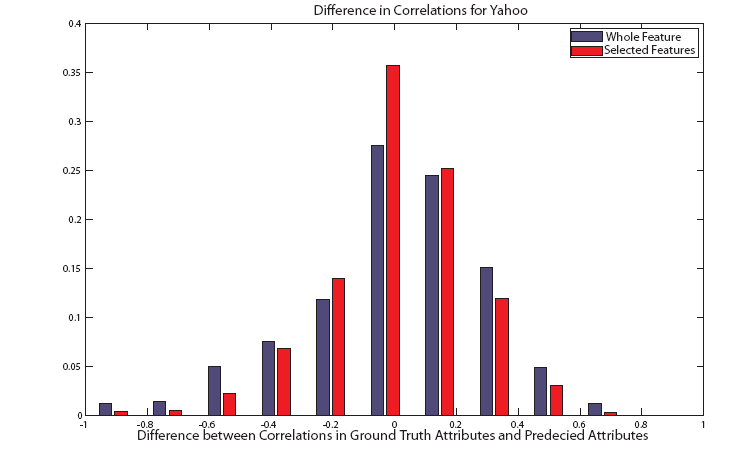 Difference in Correlations for Yahoo
Whole Feature
Selected Features
0.4
0.35
0.3
0.25
0.2
0.15
0.1
0.05
0
-1 -0.8 -0.6 -0.4 -0.2 0 0.2 0.4 0.6 0.8 1
Difference between Correlations in Ground Truth Attributes and Predecied Attributes